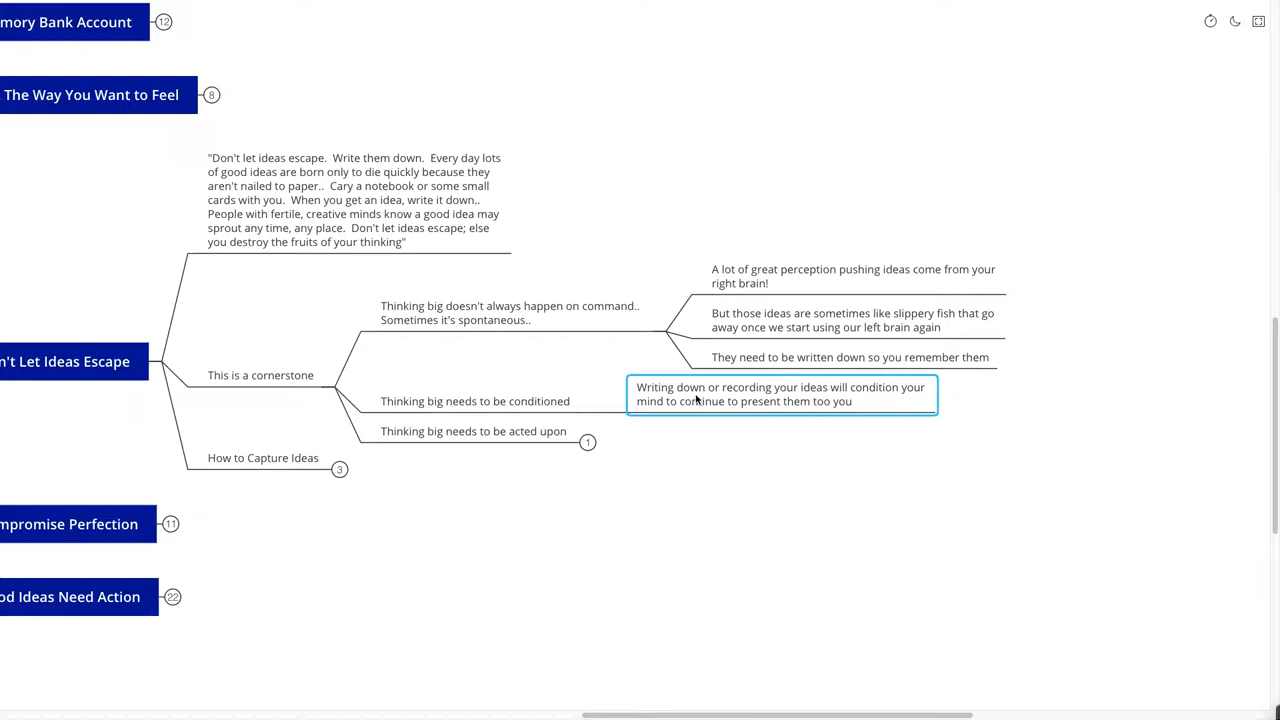 mory Bank Account
12
The Way You Want to Feel
8
"Don't let ideas escape.  Write them down.  Every day lots
of good ideas are born only to die quickly because they
aren't nailed to paper..  Cary a notebook or some small
cards with you.  When you get an idea, write it down..
People with fertile, creative minds know a good idea may
sprout any time, any place.  Don't let ideas escape; else
you destroy the fruits of your thinking"
n't Let Ideas Escape
This is a cornerstone
Thinking big doesn't always happen on command..
Sometimes it's spontaneous..
A lot of great perception pushing ideas come from your
right brain!
But those ideas are sometimes like slippery fish that go
away once we start using our left brain again
They need to be written down so you remember them
Thinking big needs to be conditioned
Writing down or recording your ideas will condition your
mind to continue to present them too you
Thinking big needs to be acted upon
1
How to Capture Ideas
3
mpromise Perfection
11
od Ideas Need Action
22